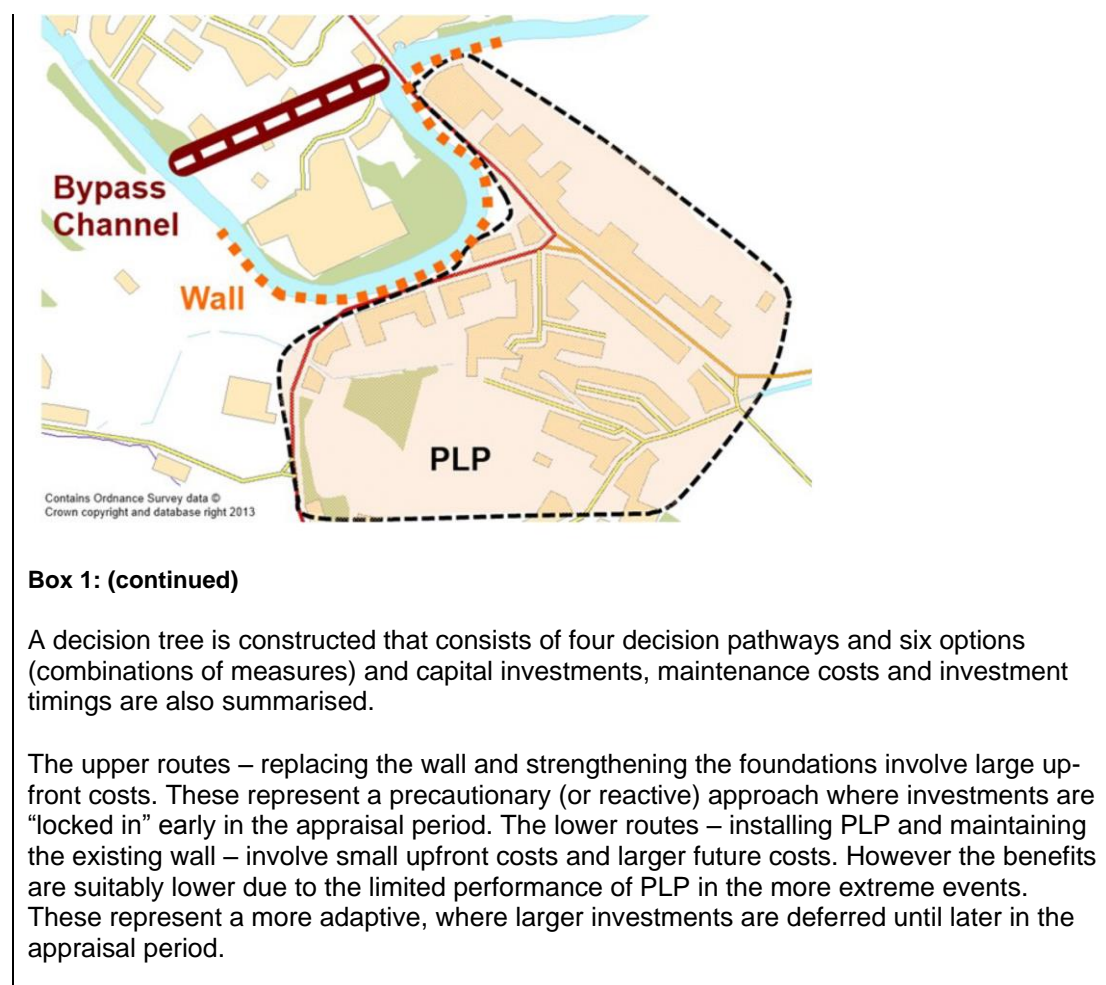 Bypass
Channel
Wall
PLP
Contains Ordnance Survey data ©
Crown copyright and database right 2013
Box 1: (continued)
A decision tree is constructed that consists of four decision pathways and six options
(combinations of measures) and capital investments, maintenance costs and investment
timings are also summarised.
The upper routes – replacing the wall and strengthening the foundations involve large up-
front costs. These represent a precautionary (or reactive) approach where investments are
“locked in” early in the appraisal period. The lower routes – installing PLP and maintaining
the existing wall – involve small upfront costs and larger future costs. However the benefits
are suitably lower due to the limited performance of PLP in the more extreme events.
These represent a more adaptive, where larger investments are deferred until later in the
appraisal period.